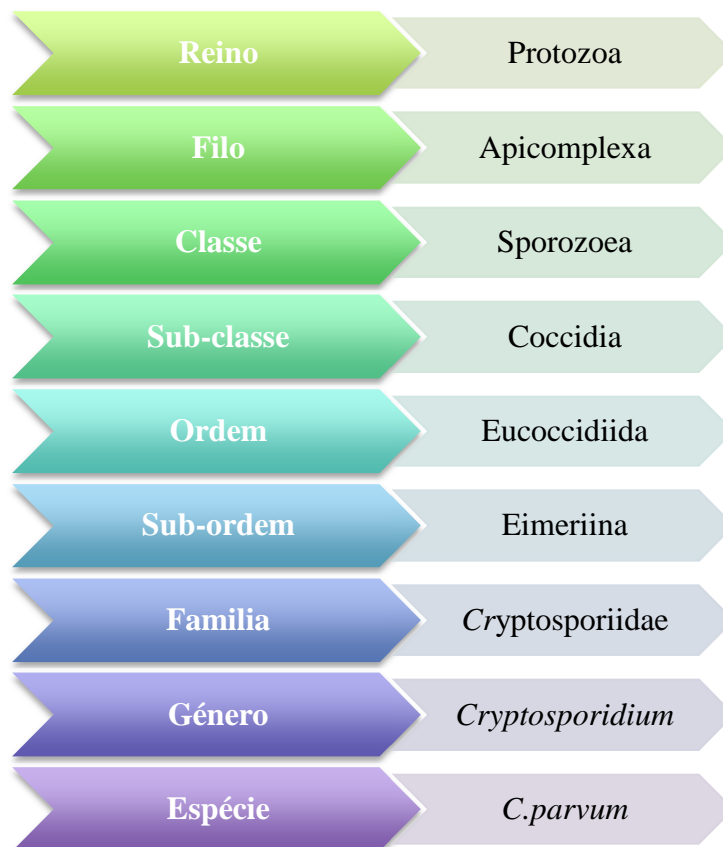 Reino Protozoa
Filo Apicomplexa
Classe Sporozoea
Sub-classe Coccidia
Ordem Eucoccidiida
Sub-ordem Eimeriina
Familia Cryptosporiidae
Género Cryptosporidium
Espécie C.parvum